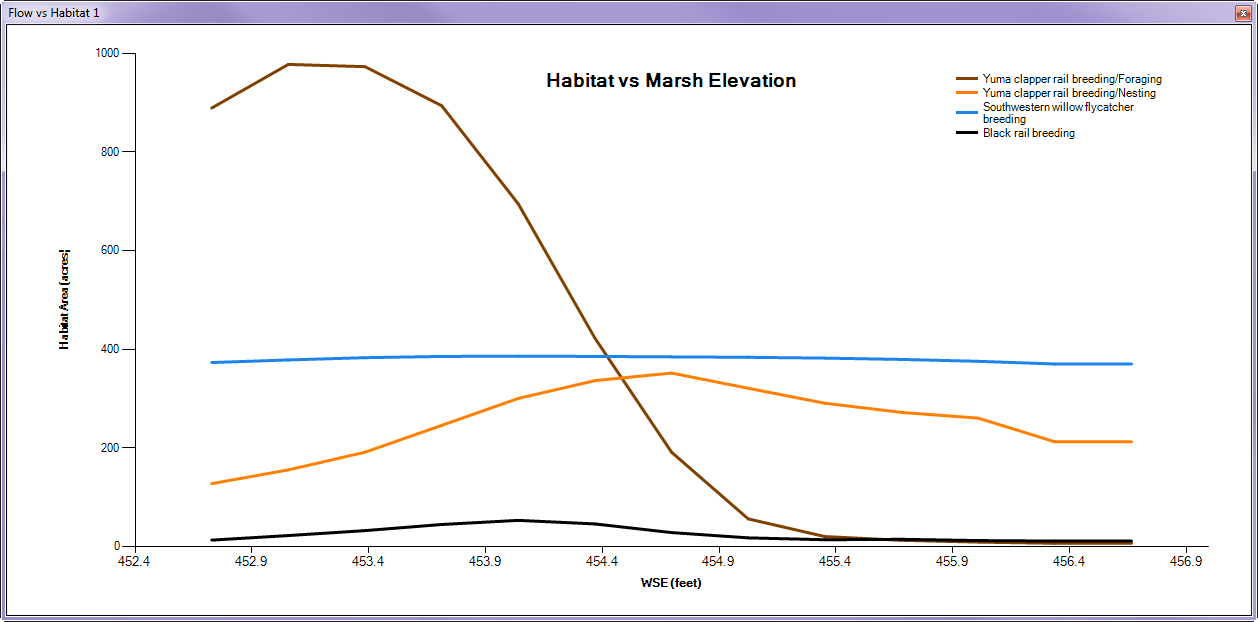 Flow vs Habitat 1
Habitat vs Marsh Elevation
Yuma clapper rail breeding/Foraging
Yuma clapper rail breeding/Nesting
Southwestern willow flycatcher
breeding
Black rail breeding
1000
800
600
400
200
0
Habitat Area (acres)
452.4 452.9 453.4 453.9 454.4 454.9 455.4 455.9 456.4 456.9
WSE (feet)